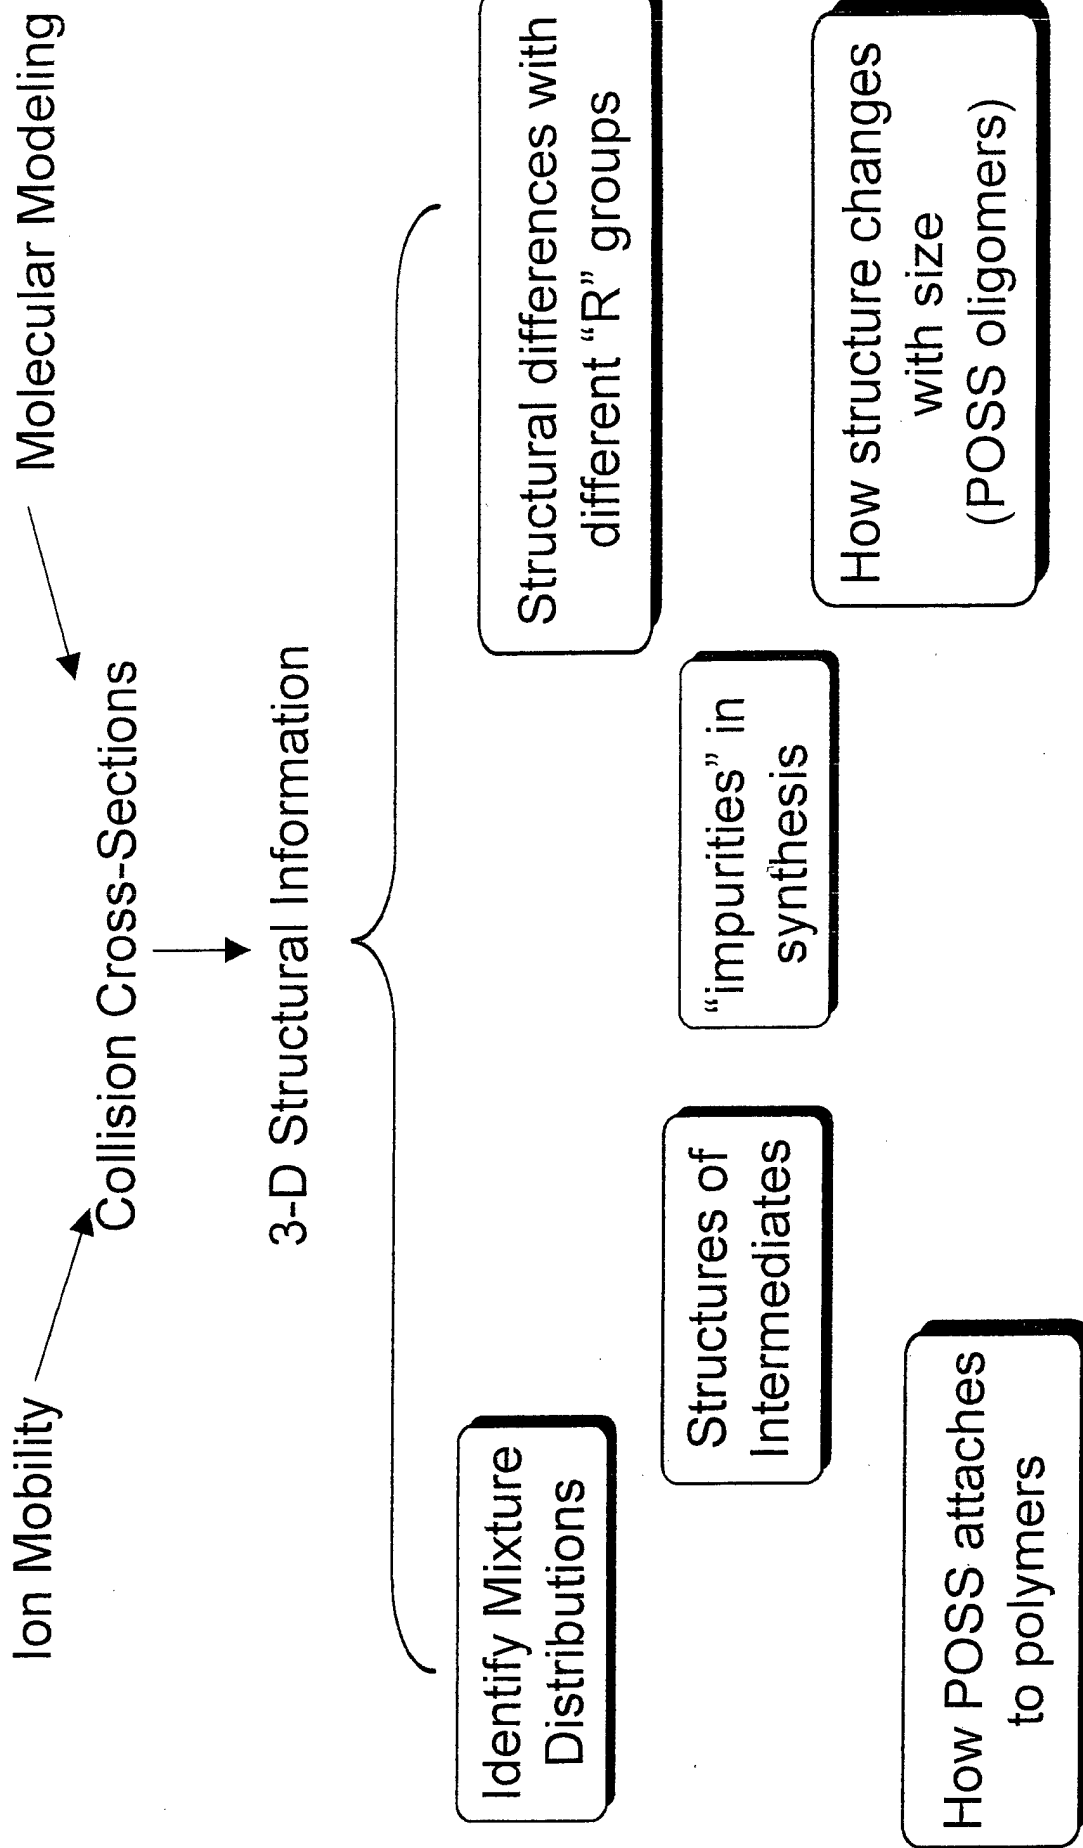 Ion Mobility
Molecular Modeling
Collision Cross-Sections
3-D Structural Information
Identify Mixture
Distributions
Structural differences with
different “R” groups
Structures of
Intermediates
“impurities” in
synthesis
How POSS attaches
to polymers
How structure changes
with size
(POSS oligomers)